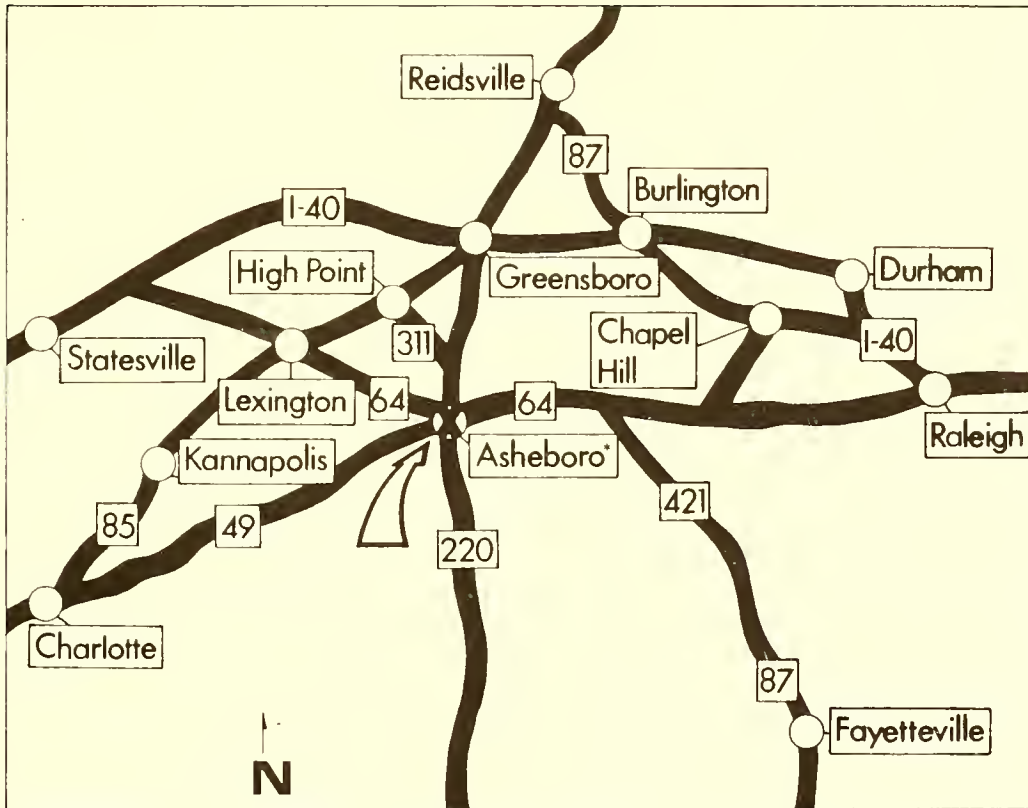 Reidsville
87
Burlington
I-40
High Point
Greensboro
Durham
311
Chapel
Hill
I-40
Statesville
Lexington
64
64
Raleigh
Kannapolis
Asheboro*
421
85
49
220
Charlotte
87
Fayetteville
N